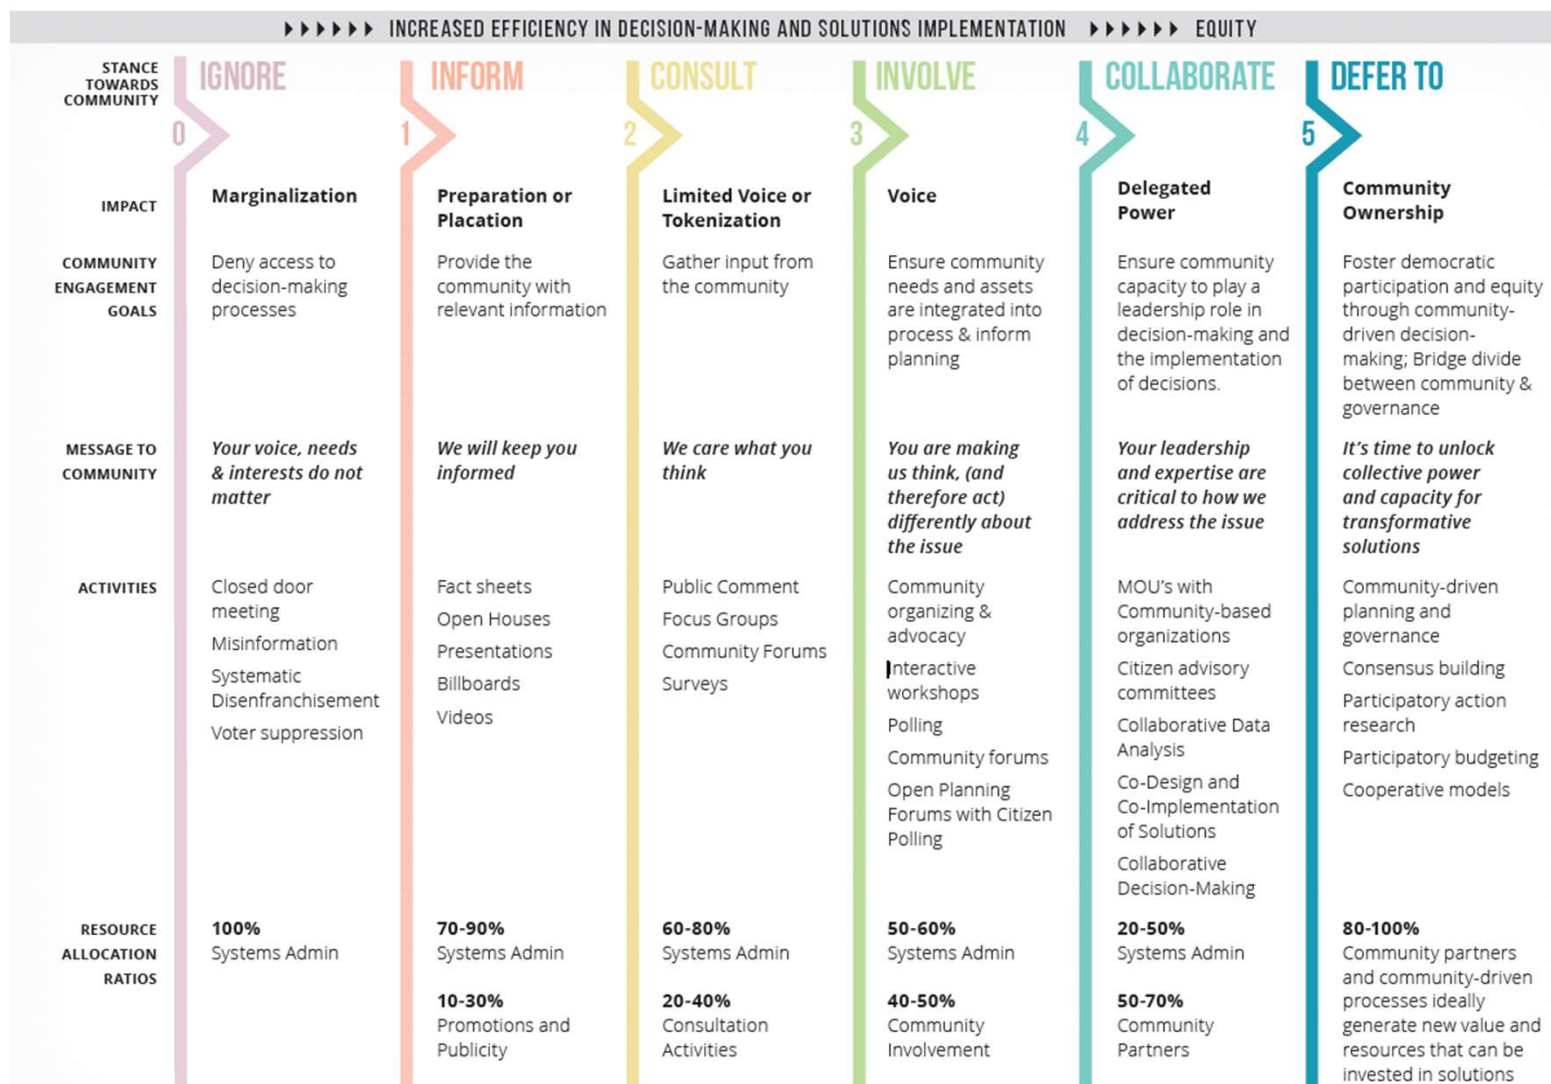 INCREASED EFFICIENCY IN DECISION-MAKING AND SOLUTIONS IMPLEMENTATION EQUITY
STANCE
TOWARDS
COMMUNITY
IGNORE
0
INFORM
1
CONSULT
2
INVOLVE
3
COLLABORATE
4
DEFER TO
5
IMPACT
Marginalization
Preparation or
Placation
Limited Voice or
Tokenization
Voice
Delegated
Power
Community
Ownership
COMMUNITY
ENGAGEMENT
GOALS
Deny access to
decision-making
processes
Provide the
community with
relevant information
Gather input from
the community
Ensure community
needs and assets
are integrated into
process & inform
planning
Ensure community
capacity to play a
leadership role in
decision-making and
the implementation
of decisions.
Foster democratic
participation and equity
through community-
driven decision-
making; Bridge divide
between community &
governance
MESSAGE TO
COMMUNITY
Your voice, needs
& interests do not
matter
We will keep you
informed
We care what you
think
You are making
us think, (and
therefore act)
differently about
the issue
Your leadership
and expertise are
critical to how we
address the issue
It's time to unlock
collective power
and capacity for
transformative
solutions
ACTIVITIES
Closed door
meeting
Misinformation
Systematic
Disenfranchisement
Voter suppression
Fact sheets
Open Houses
Presentations
Billboards
Videos
Public Comment
Focus Groups
Community Forums
Surveys
Community
organizing &
advocacy
Interactive
workshops
Polling
Community forums
Open Planning
Forums with Citizen
Polling
MOU's with
Community-based
organizations
Citizen advisory
committees
Collaborative Data
Analysis
Co-Design and
Co-Implementation
of Solutions
Collaborative
Decision-Making
Community-driven
planning and
governance
Consensus building
Participatory action
research
Participatory budgeting
Cooperative models
RESOURCE
ALLOCATION
RATIOS
100%
Systems Admin
70-90%
Systems Admin
10-30%
Promotions and
Publicity
60-80%
Systems Admin
20-40%
Consultation
Activities
50-60%
Systems Admin
40-50%
Community
Involvement
20-50%
Systems Admin
50-70%
Community
Partners
80-100%
Community partners
and community-driven
processes ideally
generate new value and
resources that can be
invested in solutions